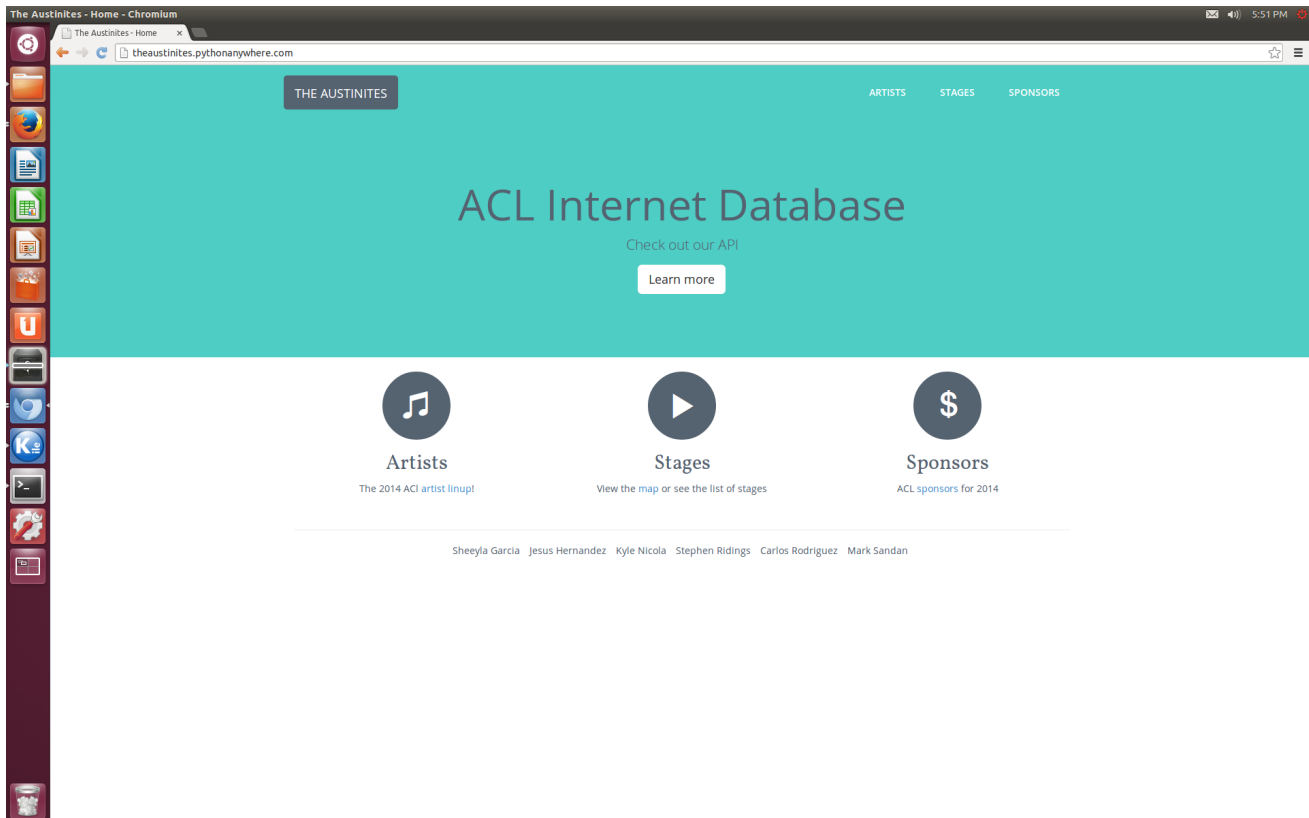 The Austinites - Home - Chromium
5:51 PM
The Austinites - Home ×
theaustinites.pythonanywhere.com
THE AUSTINITES ARTISTS STAGES SPONSORS
ACL Internet Database
Check out our API
Learn more
$
Artists Stages Sponsors
The 2014 ACl artist linup! View the map or see the list of stages ACL sponsors for 2014
Sheeyla Garcia Jesus Hernandez Kyle Nicola Stephen Ridings Carlos Rodriguez Mark Sandan